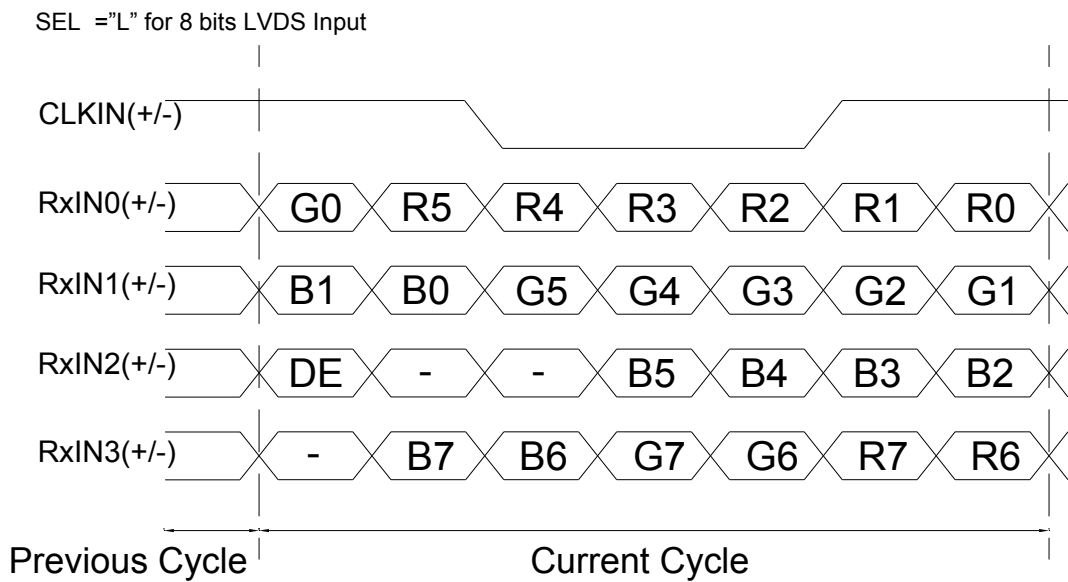 SEL ="L" for 8 bits LVDS Input
CLKIN(+/-)
RxIN0(+/-) G0 R5 R4 R3 R2 R1 R0
RxIN1(+/-) B1 B0 G5 G4 G3 G2 G1
RxIN2(+/-) DE - - B5 B4 B3 B2
RxIN3(+/-) - B7 B6 G7 G6 R7 R6
Previous Cycle Current Cycle